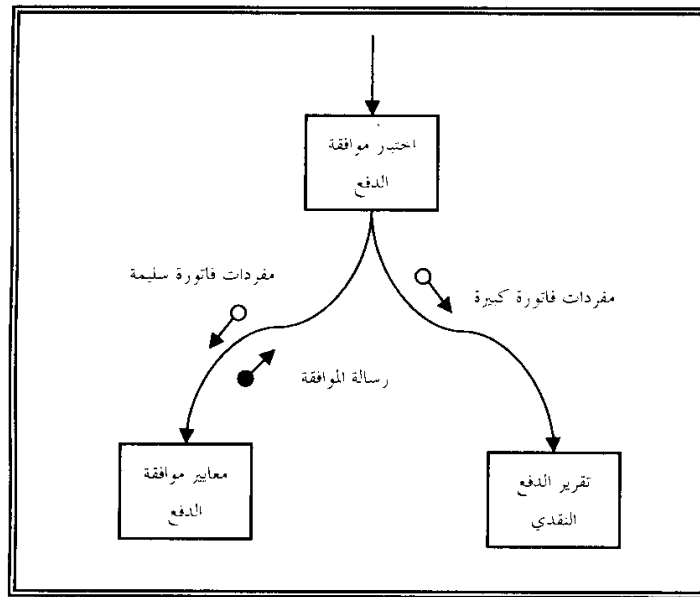 اختبار موافقة
الدفع
مفردات فاتورة سليمة
مفردات فاتورة كبيرة
رسالة الموافقة
معايير موافقة
الدفع
تقرير الدفع
النقدي